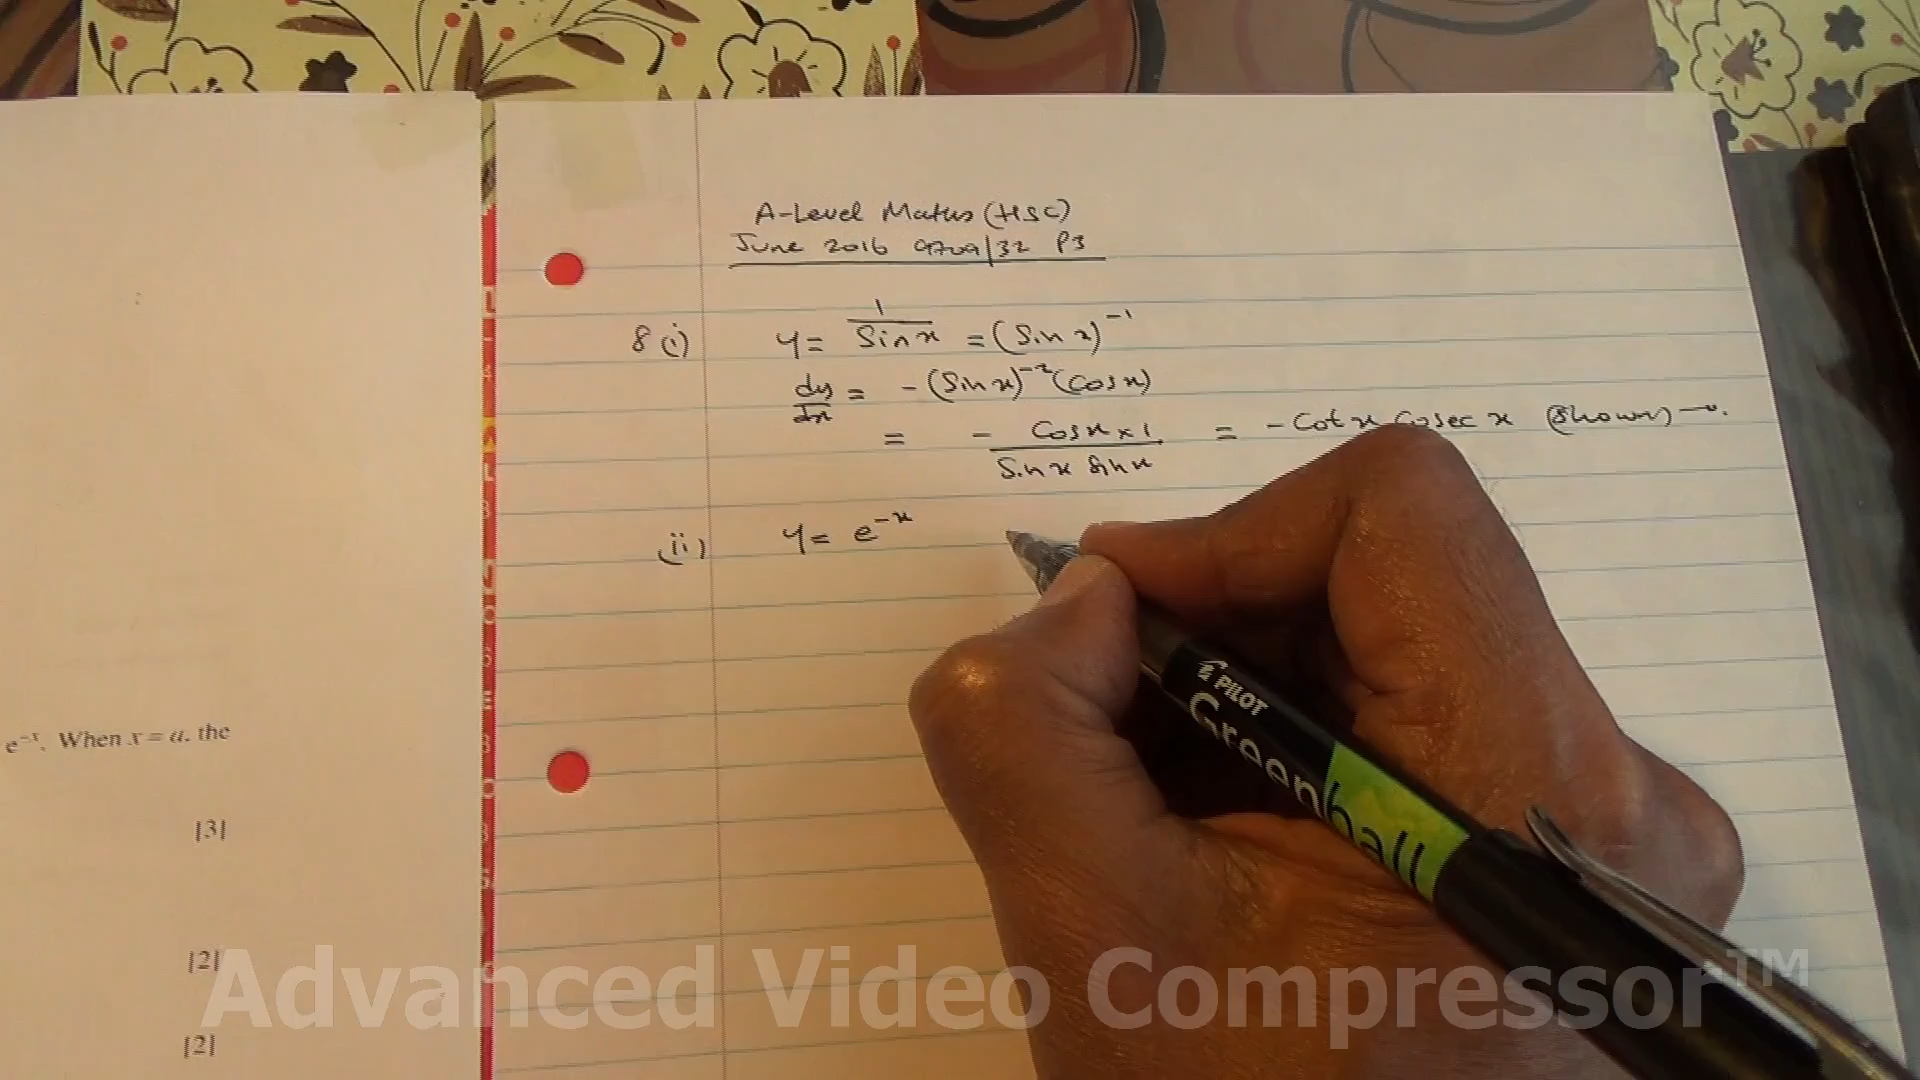 A-Level Maths (HSC)
June 2016 9709/32 P3
8 (i) y = 1/Sin x = (Sin x)^-1
dy/dx = -(Sin x)^-2 (Cos x)
= - Cos x × 1 / Sin x Sin x = - Cot x Cosec x (Shown)
(ii) y = e^-x
e^-x. When x = a, the
[3]
[2]
[2]
PILOT
Greenball
Advanced Video Compressor™